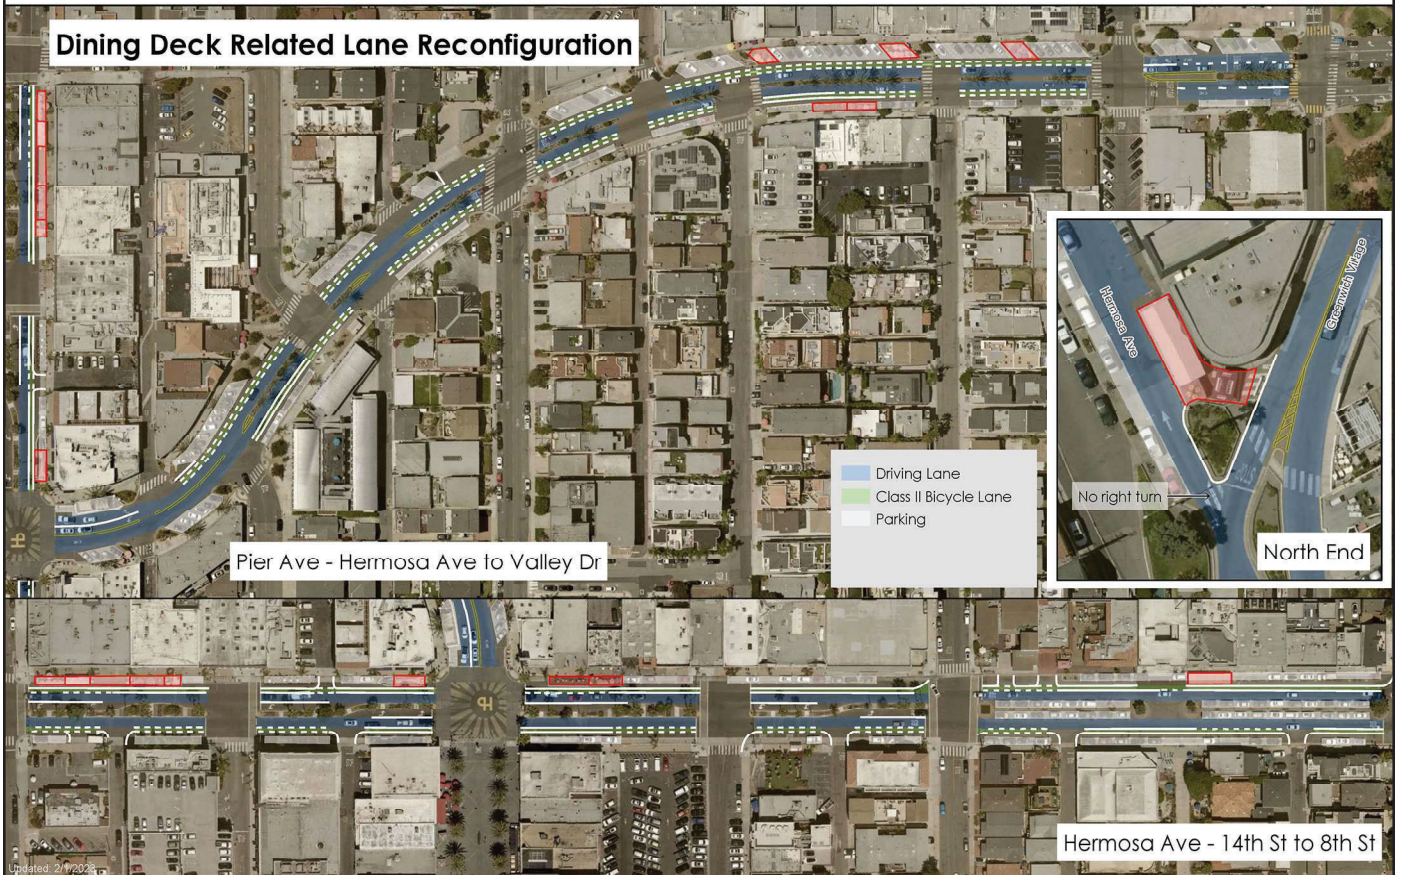 Dining Deck Related Lane Reconfiguration
Hermosa Ave
Greenwich Village
Driving Lane
Class II Bicycle Lane
Parking
No right turn
North End
Pier Ave - Hermosa Ave to Valley Dr
Hermosa Ave - 14th St to 8th St
Updated: 2/1/2023